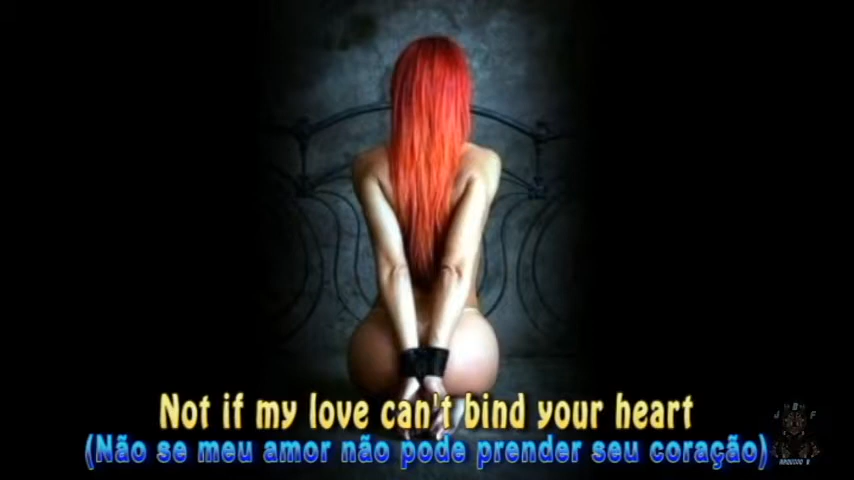 Not if my love can't bind your heart
(Não se meu amor não pode prender seu coração)
J B F